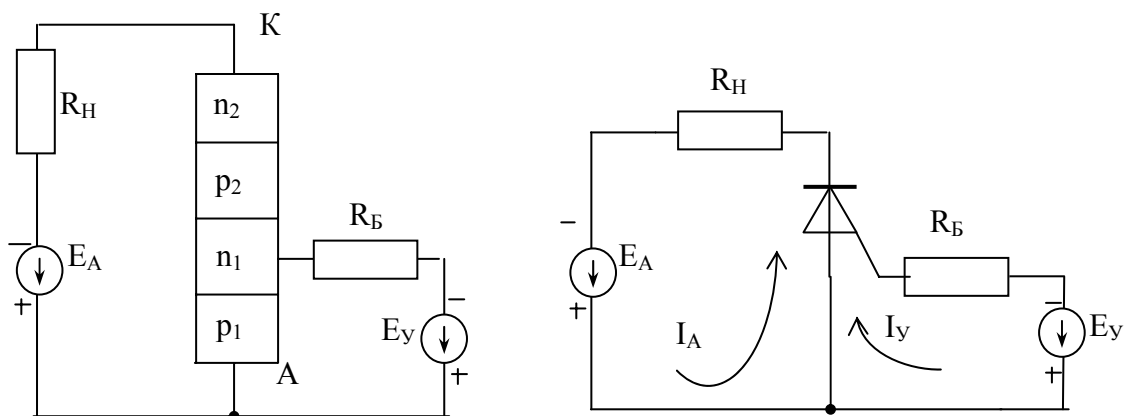 К
R_Н
n₂
p₂
n₁
p₁
R_Б
−
E_А
+
−
E_У
+
А
R_Н
−
E_А
+
R_Б
−
E_У
+
I_А
I_У